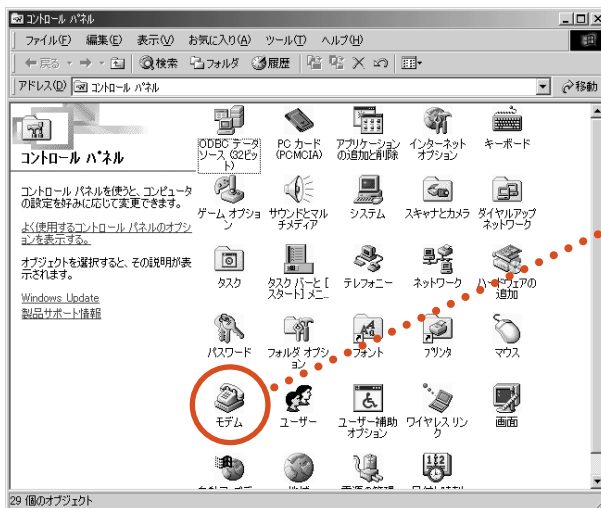 コントロール パネル
ファイル(F) 編集(E) 表示(V) お気に入り(A) ツール(T) ヘルプ(H)
戻る 検索 フォルダ 履歴
アドレス(D) コントロール パネル 移動
コントロール パネル
コントロール パネルを使うと、コンピュータ
の設定を好みに応じて変更できます。
よく使用するコントロール パネルのオプシ
ョンを表示する。
オブジェクトを選択すると、その説明が表
示されます。
Windows Update
製品サポート情報
ODBC データ
ソース (32ビッ
ト)
PC カード
(PCMCIA)
アプリケーション
の追加と削除
インターネット
オプション
キーボード
ゲーム オプショ
ン
サウンドとマル
チメディア
システム
スキャナとカメラ
ダイヤルアップ
ネットワーク
タスク
タスク バーと [
スタート] メニ...
テレフォニー
ネットワーク
ハードウェアの
追加
パスワード
フォルダ オプシ
ョン
フォント
プリンタ
マウス
モデム
ユーザー
ユーザー補助
オプション
ワイヤレス リン
ク
画面
29 個のオブジェクト